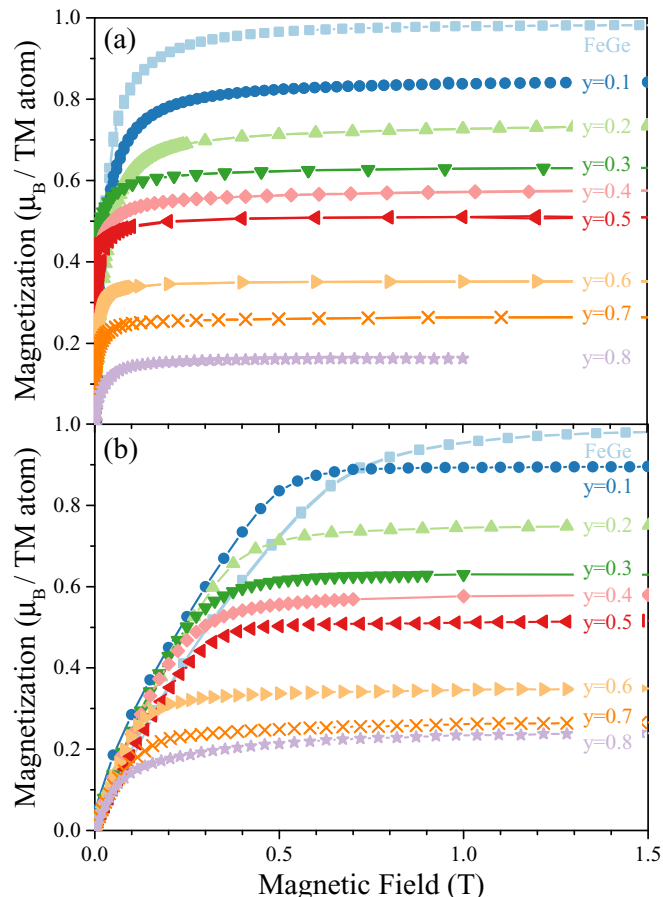 (a)
FeGe
y=0.1
y=0.2
y=0.3
y=0.4
y=0.5
y=0.6
y=0.7
y=0.8
1.0
0.8
0.6
0.4
0.2
1.0
Magnetization (μB / TM atom)
(b)
FeGe
y=0.1
y=0.2
y=0.3
y=0.4
y=0.5
y=0.6
y=0.7
y=0.8
0.8
0.6
0.4
0.2
0.0
Magnetization (μB / TM atom)
0.0 0.5 1.0 1.5
Magnetic Field (T)